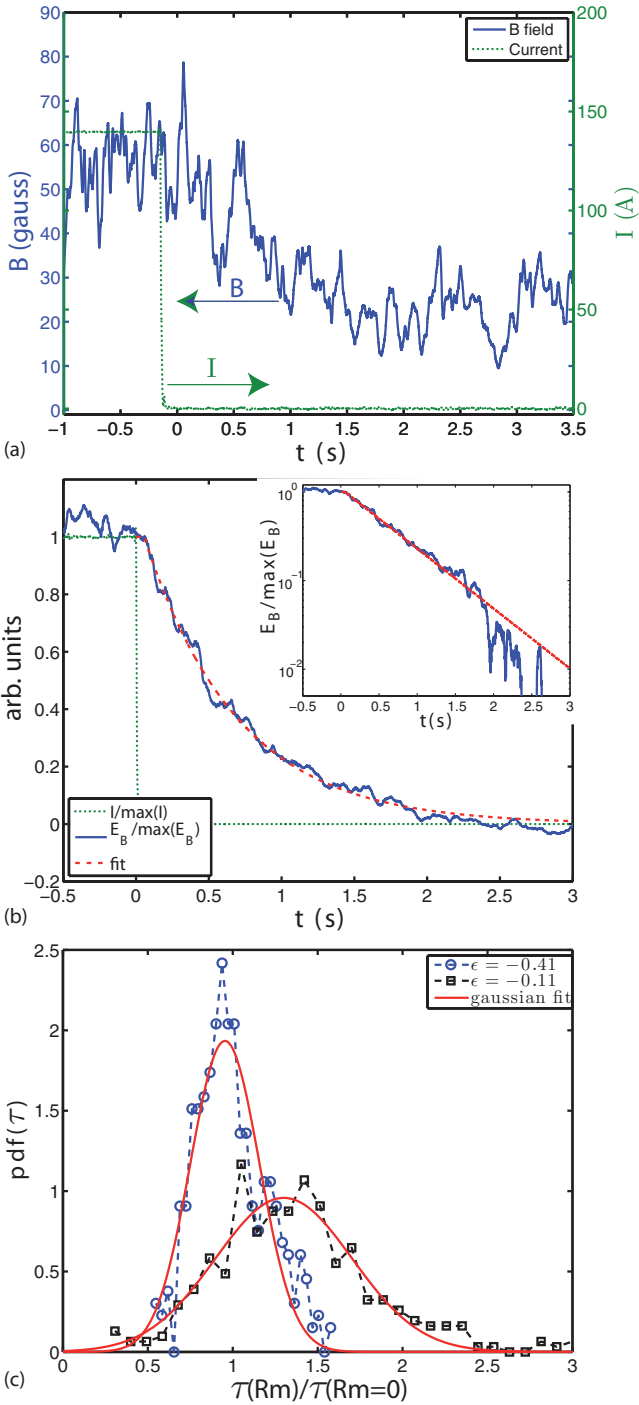 90
80
70
60
50
40
30
20
10
0
B (gauss)
B field
Current
200
150
100
50
0
I (A)
B
I
-1 -0.5 0 0.5 1 1.5 2 2.5 3 3.5
t (s)
(a)
1
0.8
0.6
0.4
0.2
0
-0.2
arb. units
10^0
10^-1
10^-2
E_B/max(E_B)
-0.5 0 0.5 1 1.5 2 2.5 3
t(s)
I/max(I)
E_B/max(E_B)
fit
-0.5 0 0.5 1 1.5 2 2.5 3
t (s)
(b)
2.5
2
1.5
1
0.5
0
pdf(τ)
ϵ = −0.41
ϵ = −0.11
gaussian fit
0 0.5 1 1.5 2 2.5 3
τ(Rm)/τ(Rm=0)
(c)